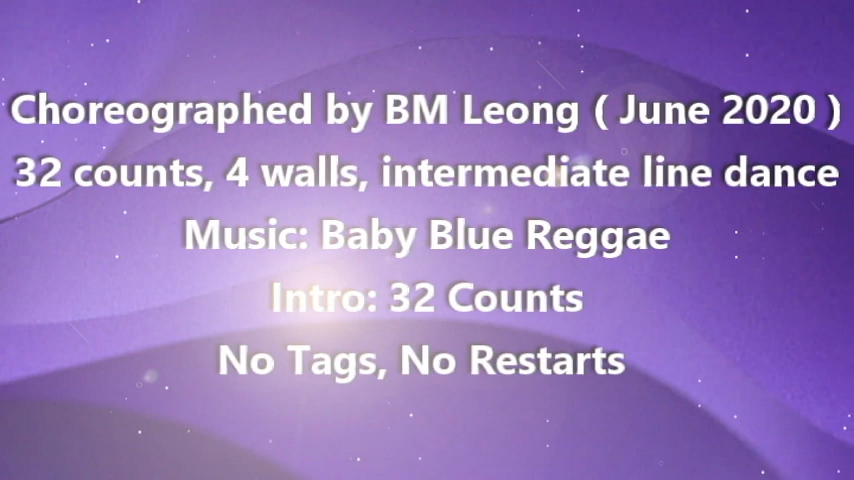 Choreographed by BM Leong ( June 2020 )
32 counts, 4 walls, intermediate line dance
Music: Baby Blue Reggae
Intro: 32 Counts
No Tags, No Restarts